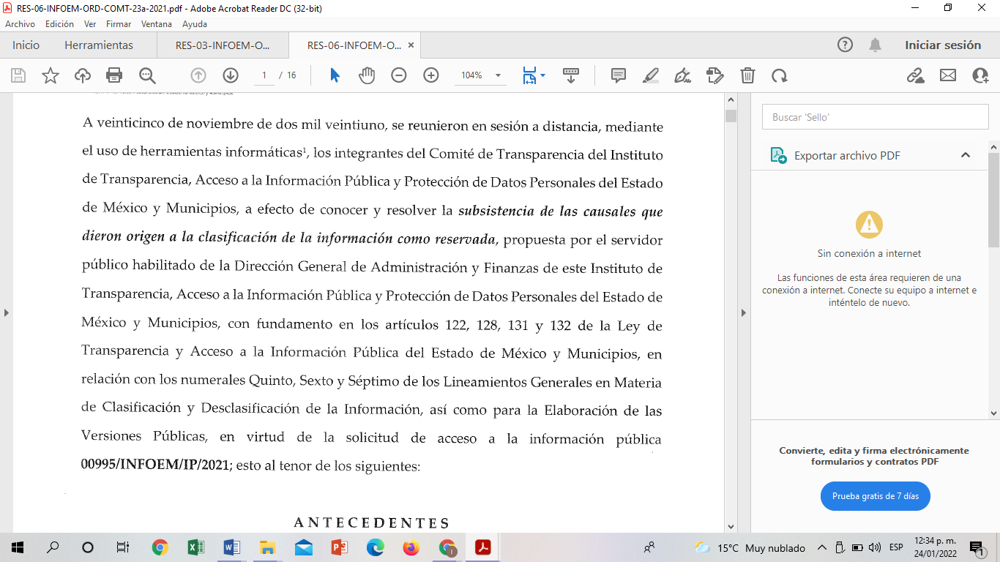 RES-06-INFOEM-ORD-COMT-23a-2021.pdf - Adobe Acrobat Reader DC (32-bit)
Archivo Edición Ver Firmar Ventana Ayuda
Inicio Herramientas RES-03-INFOEM-O... RES-06-INFOEM-O... Iniciar sesión
1 / 16 104%
A veinticinco de noviembre de dos mil veintiuno, se reunieron en sesión a distancia, mediante
el uso de herramientas informáticas¹, los integrantes del Comité de Transparencia del Instituto
de Transparencia, Acceso a la Información Pública y Protección de Datos Personales del Estado
de México y Municipios, a efecto de conocer y resolver la subsistencia de las causales que
dieron origen a la clasificación de la información como reservada, propuesta por el servidor
público habilitado de la Dirección General de Administración y Finanzas de este Instituto de
Transparencia, Acceso a la Información Pública y Protección de Datos Personales del Estado de
México y Municipios, con fundamento en los artículos 122, 128, 131 y 132 de la Ley de
Transparencia y Acceso a la Información Pública del Estado de México y Municipios, en
relación con los numerales Quinto, Sexto y Séptimo de los Lineamientos Generales en Materia
de Clasificación y Desclasificación de la Información, así como para la Elaboración de las
Versiones Públicas, en virtud de la solicitud de acceso a la información pública
00995/INFOEM/IP/2021; esto al tenor de los siguientes:
ANTECEDENTES
Buscar 'Sello'
Exportar archivo PDF
Sin conexión a internet
Las funciones de esta área requieren de una
conexión a internet. Conecte su equipo a internet e
inténtelo de nuevo.
Convierte, edita y firma electrónicamente
formularios y contratos PDF
Prueba gratis de 7 días
15°C Muy nublado ESP 12:34 p. m.
24/01/2022 1